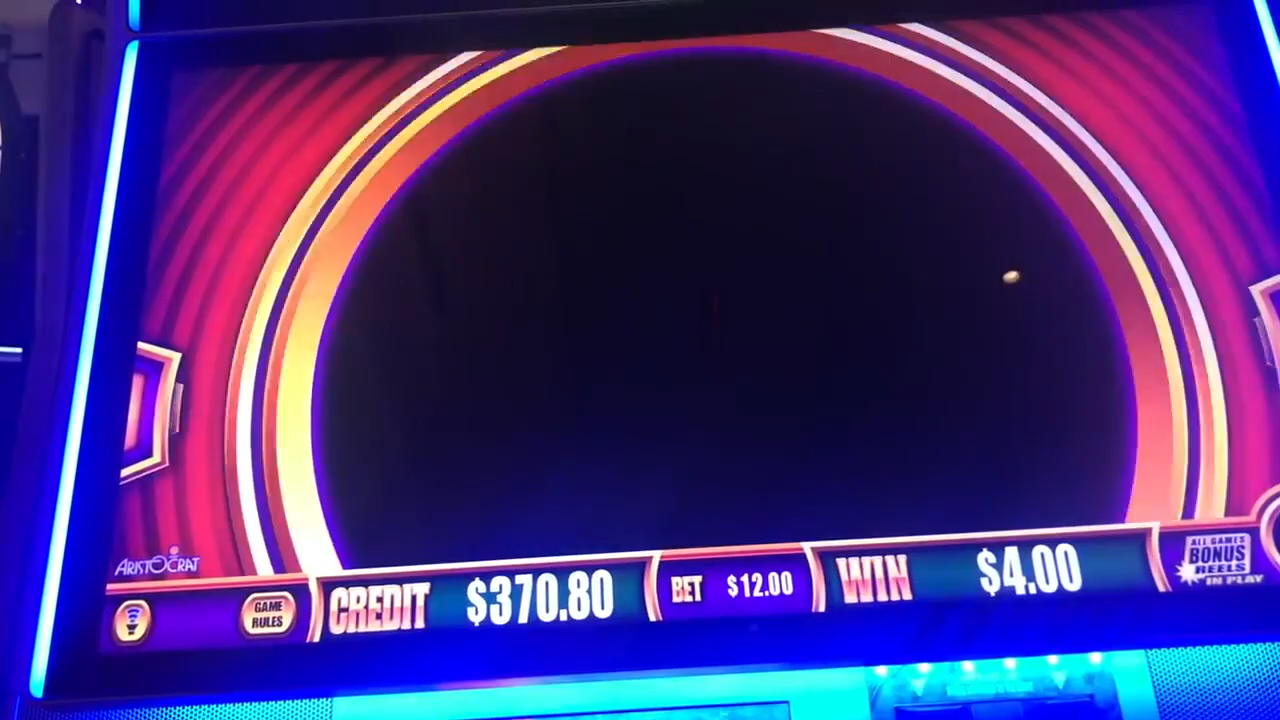 ARISTOCRAT
GAME
RULES
CREDIT $370.80
BET $12.00
WIN $4.00
ALL GAMES
BONUS
REELS
IN PLAY